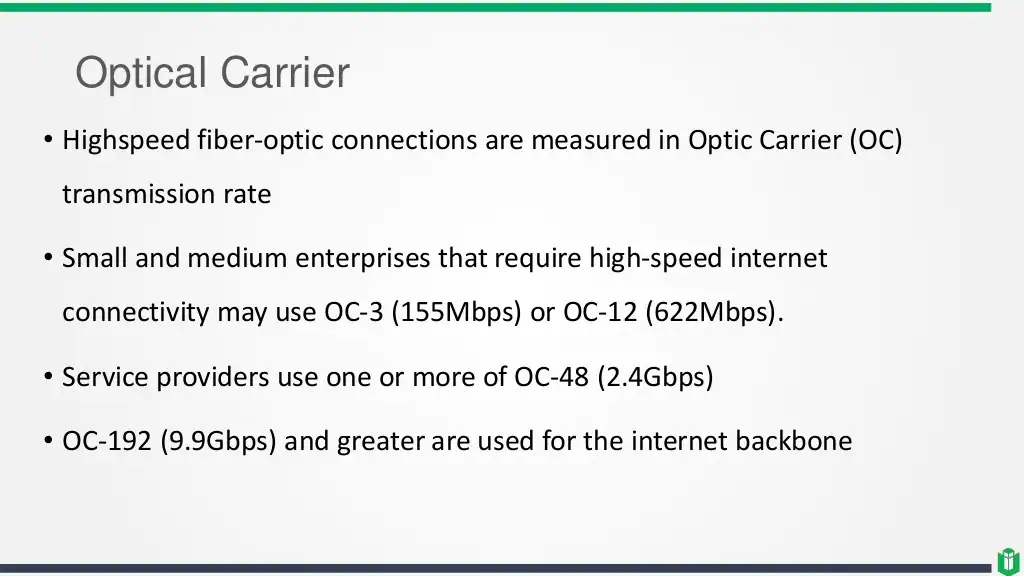 Optical Carrier
• Highspeed fiber-optic connections are measured in Optic Carrier (OC)
transmission rate
• Small and medium enterprises that require high-speed internet
connectivity may use OC-3 (155Mbps) or OC-12 (622Mbps).
• Service providers use one or more of OC-48 (2.4Gbps)
• OC-192 (9.9Gbps) and greater are used for the internet backbone